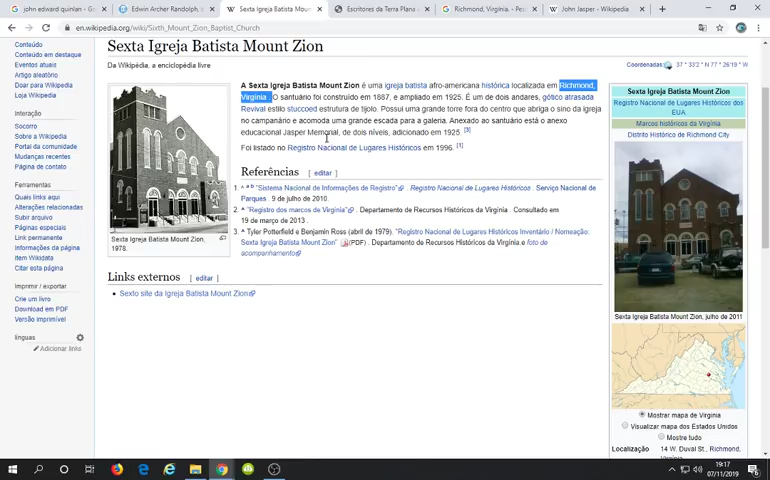 john edward quinlan - Goo
Edwin Archer Randolph,
Sixth Mount Zion Baptist
Escritores da Terra Plana
Richmond, Virginia. - Pes
John Jasper - Wikipedia
en.wikipedia.org/wiki/Sixth_Mount_Zion_Baptist_Church
Conteúdo
Conteúdo em destaque
Eventos atuais
Artigo aleatório
Doar para Wikipedia
Loja Wikipedia
Interação
Socorro
Sobre a Wikipedia
Portal da comunidade
Mudanças recentes
Página de contato
Ferramentas
Quais links aqui
Alterações relacionadas
Subir arquivo
Páginas especiais
Link permanente
Informações da página
Item Wikidata
Citar esta página
Imprimir / exportar
Crie um livro
Download em PDF
Versão imprimível
línguas
Adicionar links
Sexta Igreja Batista Mount Zion
Da Wikipedia, a enciclopédia livre
Coordenadas: 37 ° 33'2 "N 77 ° 26'19 "W
Sexta Igreja Batista Mount Zion,
1978.
A Sexta Igreja Batista Mount Zion é uma igreja batista afro-americana histórica localizada em Richmond,
Virgínia . O santuário foi construído em 1887, e ampliado em 1925. É um de dois andares, gótico atrasada
Revival estilo stuccoed estrutura de tijolo. Possui uma grande torre fora do centro que abriga o sino da igreja
no campanário e acomoda uma grande escada para a galeria. Anexado ao santuário está o anexo
educacional Jasper Memorial, de dois níveis, adicionado em 1925. [3]
Foi listado no Registro Nacional de Lugares Históricos em 1996. [1]
Referências [ editar ]
1. ^ a b "Sistema Nacional de Informações de Registro" . Registro Nacional de Lugares Históricos . Serviço Nacional de
Parques . 9 de julho de 2010.
2. ^ "Registro dos marcos de Virgínia" . Departamento de Recursos Históricos da Virgínia . Consultado em
19 de março de 2013 .
3. ^ Tyler Potterfield e Benjamin Ross (abril de 1979). "Registro Nacional de Lugares Históricos Inventário / Nomeação:
Sexta Igreja Batista Mount Zion" (PDF) . Departamento de Recursos Históricos da Virgínia.e foto de
acompanhamento
Links externos [ editar ]
Sexto site da Igreja Batista Mount Zion
Sexta Igreja Batista Mount Zion
Registro Nacional de Lugares Históricos dos
EUA
Marcos históricos da Virgínia
Distrito Histórico de Richmond City
Sexta Igreja Batista Mount Zion, julho de 2011
Mostrar mapa de Virginia
Visualizar mapa dos Estados Unidos
Mostre tudo
Localização 14 W. Duval St., Richmond,
19:17
07/11/2019